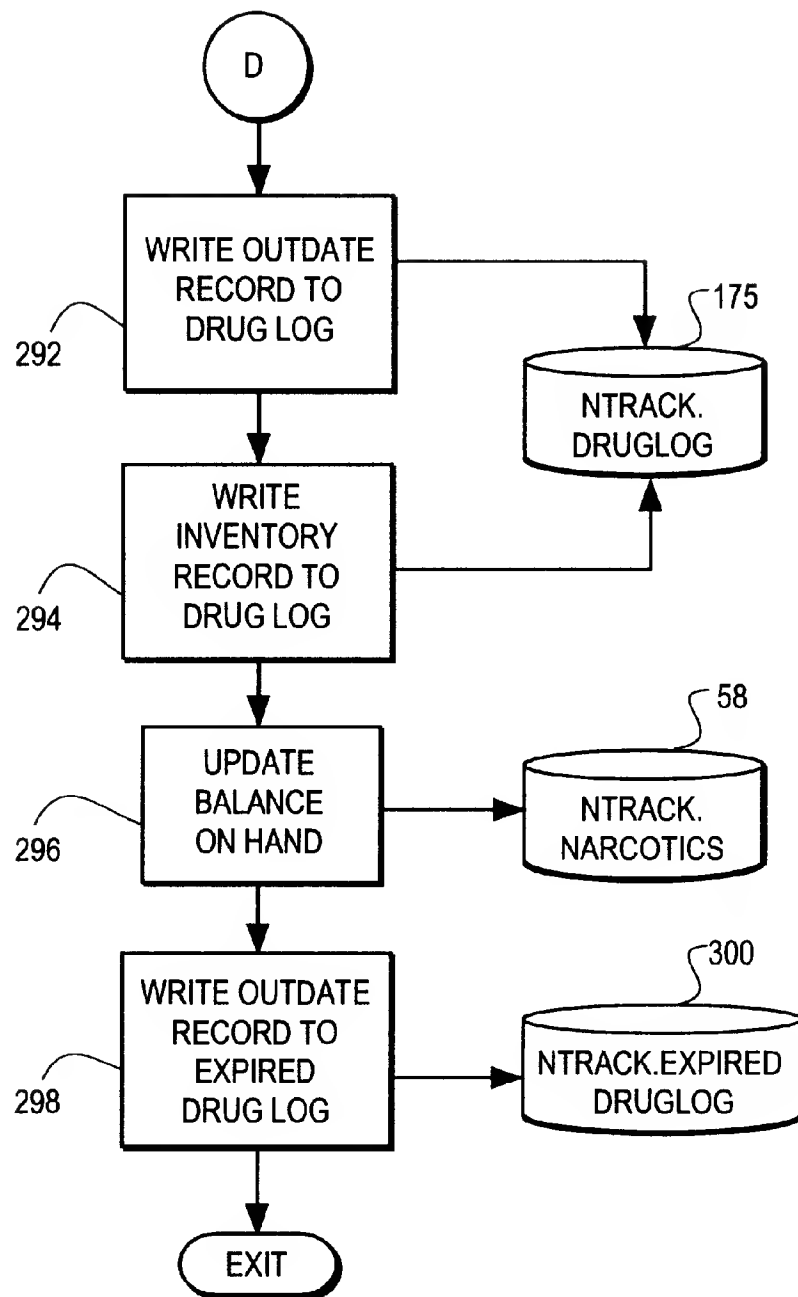 D
WRITE OUTDATE
RECORD TO
DRUG LOG
292
175
NTRACK.
DRUGLOG
WRITE
INVENTORY
RECORD TO
DRUG LOG
294
UPDATE
BALANCE
ON HAND
296
58
NTRACK.
NARCOTICS
WRITE OUTDATE
RECORD TO
EXPIRED
DRUG LOG
298
300
NTRACK.EXPIRED
DRUGLOG
EXIT